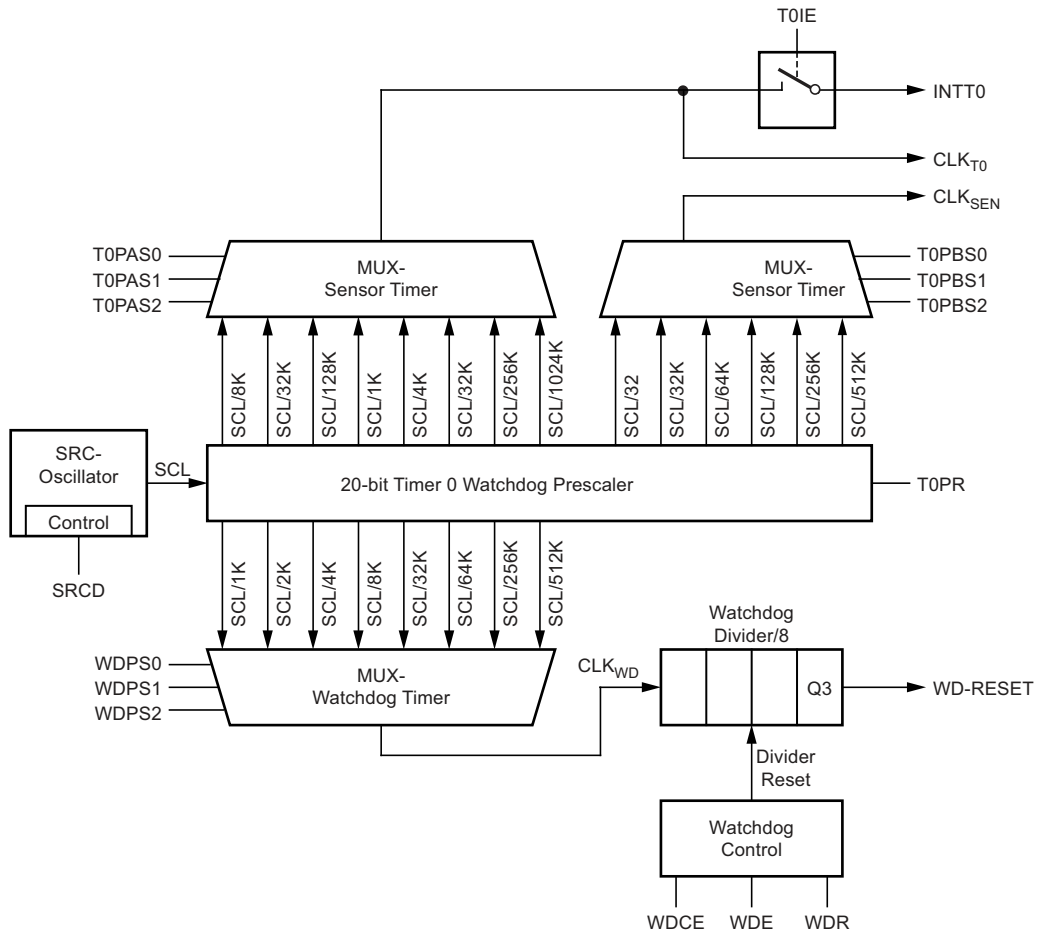 T0IE
INTT0
CLKT0
CLKSEN
T0PAS0
T0PAS1
T0PAS2
MUX-
Sensor Timer
MUX-
Sensor Timer
T0PBS0
T0PBS1
T0PBS2
SCL/8K
SCL/32K
SCL/128K
SCL/1K
SCL/4K
SCL/32K
SCL/256K
SCL/1024K
SCL/32
SCL/32K
SCL/64K
SCL/128K
SCL/256K
SCL/512K
SRC-
Oscillator
Control
SRCD
SCL
20-bit Timer 0 Watchdog Prescaler
T0PR
SCL/1K
SCL/2K
SCL/4K
SCL/8K
SCL/32K
SCL/64K
SCL/256K
SCL/512K
WDPS0
WDPS1
WDPS2
MUX-
Watchdog Timer
CLKWD
Watchdog
Divider/8
Q3
WD-RESET
Divider
Reset
Watchdog
Control
WDCE
WDE
WDR